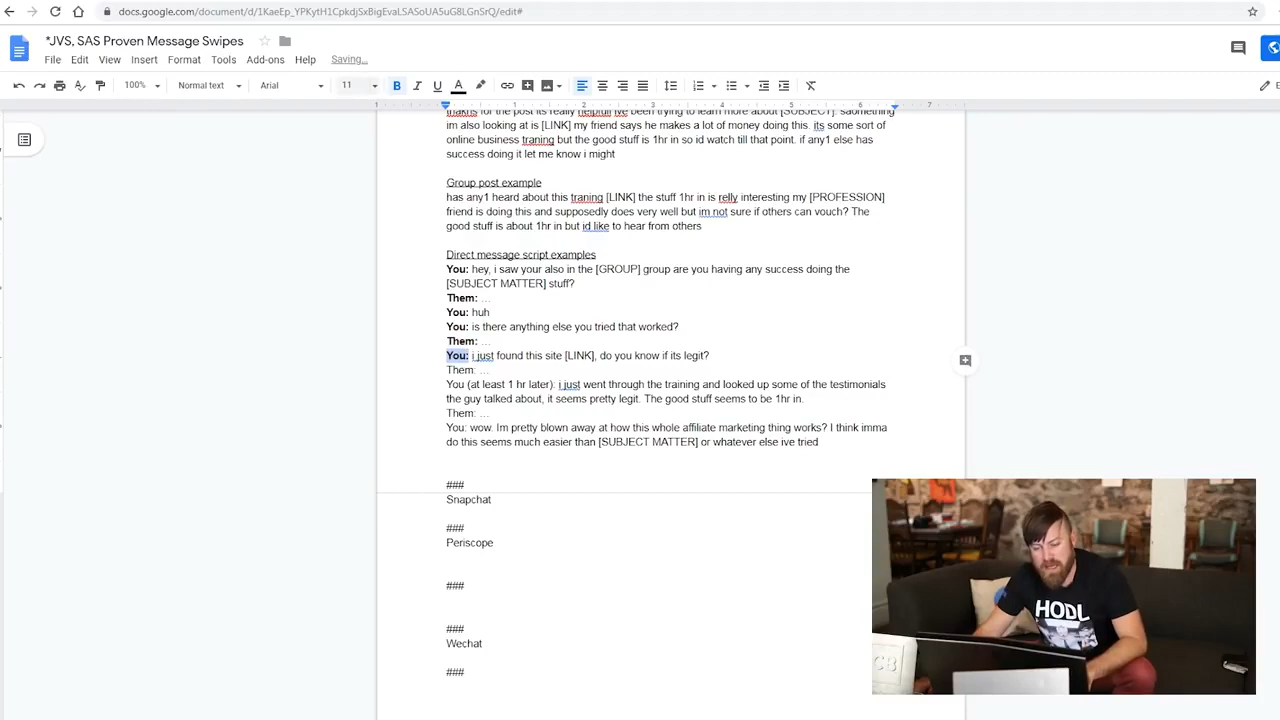 docs.google.com/document/d/1KaeEp_YPKytH1CpkdjSxBigEvaLSASoUA5uG8LGnSrQ/edit#
*JVS, SAS Proven Message Swipes
File Edit View Insert Format Tools Add-ons Help Saving...
100% Normal text Arial 11 B I U A
1 1 2 3 4 5 6 7
thakns for the post its really helpfull ive been trying to learn more about [SUBJECT]. saomething
im also looking at is [LINK] my friend says he makes a lot of money doing this. its some sort of
online business traning but the good stuff is 1hr in so id watch till that point. if any1 else has
success doing it let me know i might
Group post example
has any1 heard about this traning [LINK] the stuff 1hr in is relly interesting my [PROFESSION]
friend is doing this and supposedly does very well but im not sure if others can vouch? The
good stuff is about 1hr in but id like to hear from others
Direct message script examples
You: hey, i saw your also in the [GROUP] group are you having any success doing the
[SUBJECT MATTER] stuff?
Them: …
You: huh
You: is there anything else you tried that worked?
Them: …
You: i just found this site [LINK], do you know if its legit?
Them: …
You (at least 1 hr later): i just went through the training and looked up some of the testimonials
the guy talked about, it seems pretty legit. The good stuff seems to be 1hr in.
Them: …
You: wow. Im pretty blown away at how this whole affiliate marketing thing works? I think imma
do this seems much easier than [SUBJECT MATTER] or whatever else ive tried
###
Snapchat
###
Periscope
###
###
Wechat
###
HODL